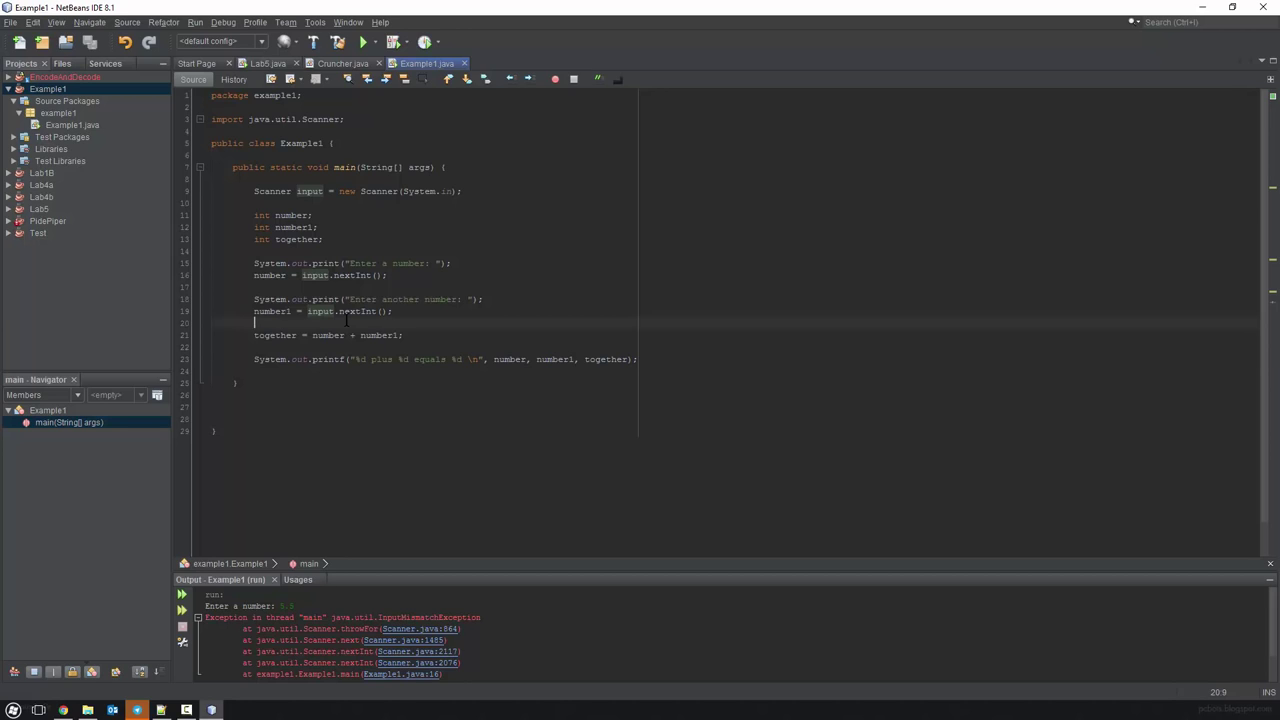 Example1 - NetBeans IDE 8.1
File Edit View Navigate Source Refactor Run Debug Profile Team Tools Window Help
Search (Ctrl+I)
<default config>
Projects Files Services
Start Page Lab5.java Cruncher.java Example1.java
Source History
EncodeAndDecode
Example1
Source Packages
example1
Example1.java
Test Packages
Libraries
Test Libraries
Lab1B
Lab4a
Lab4b
Lab5
PidePiper
Test
1 package example1;
2
3 import java.util.Scanner;
4
5 public class Example1 {
6
7 public static void main(String[] args) {
8
9 Scanner input = new Scanner(System.in);
10
11 int number;
12 int number1;
13 int together;
14
15 System.out.print("Enter a number: ");
16 number = input.nextInt();
17
18 System.out.print("Enter another number: ");
19 number1 = input.nextInt();
20
21 together = number + number1;
22
23 System.out.printf("%d plus %d equals %d \n", number, number1, together);
24
25 }
26
27
28
29 }
main - Navigator
Members <empty>
Example1
main(String[] args)
example1.Example1 main
Output - Example1 (run) Usages
run:
Enter a number: 5.5
Exception in thread "main" java.util.InputMismatchException
at java.util.Scanner.throwFor(Scanner.java:864)
at java.util.Scanner.next(Scanner.java:1485)
at java.util.Scanner.nextInt(Scanner.java:2117)
at java.util.Scanner.nextInt(Scanner.java:2076)
at example1.Example1.main(Example1.java:16)
20:9 INS